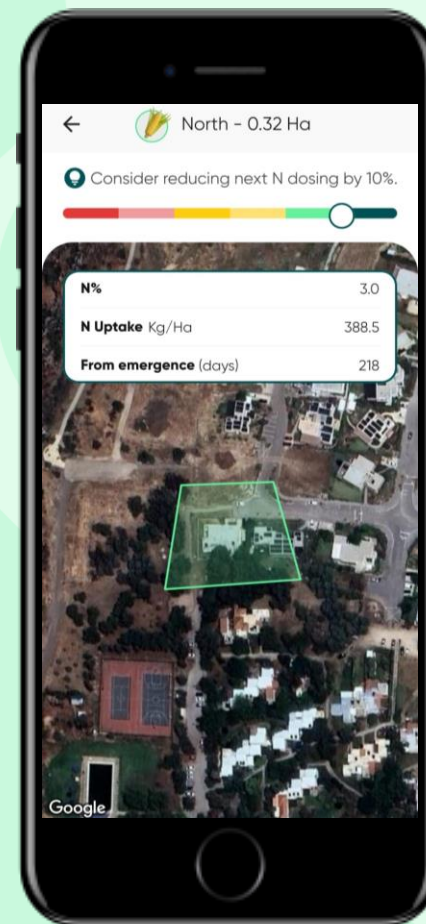 North - 0.32 Ha
Consider reducing next N dosing by 10%.
N% 3.0
N Uptake Kg/Ha 388.5
From emergence (days) 218
Google